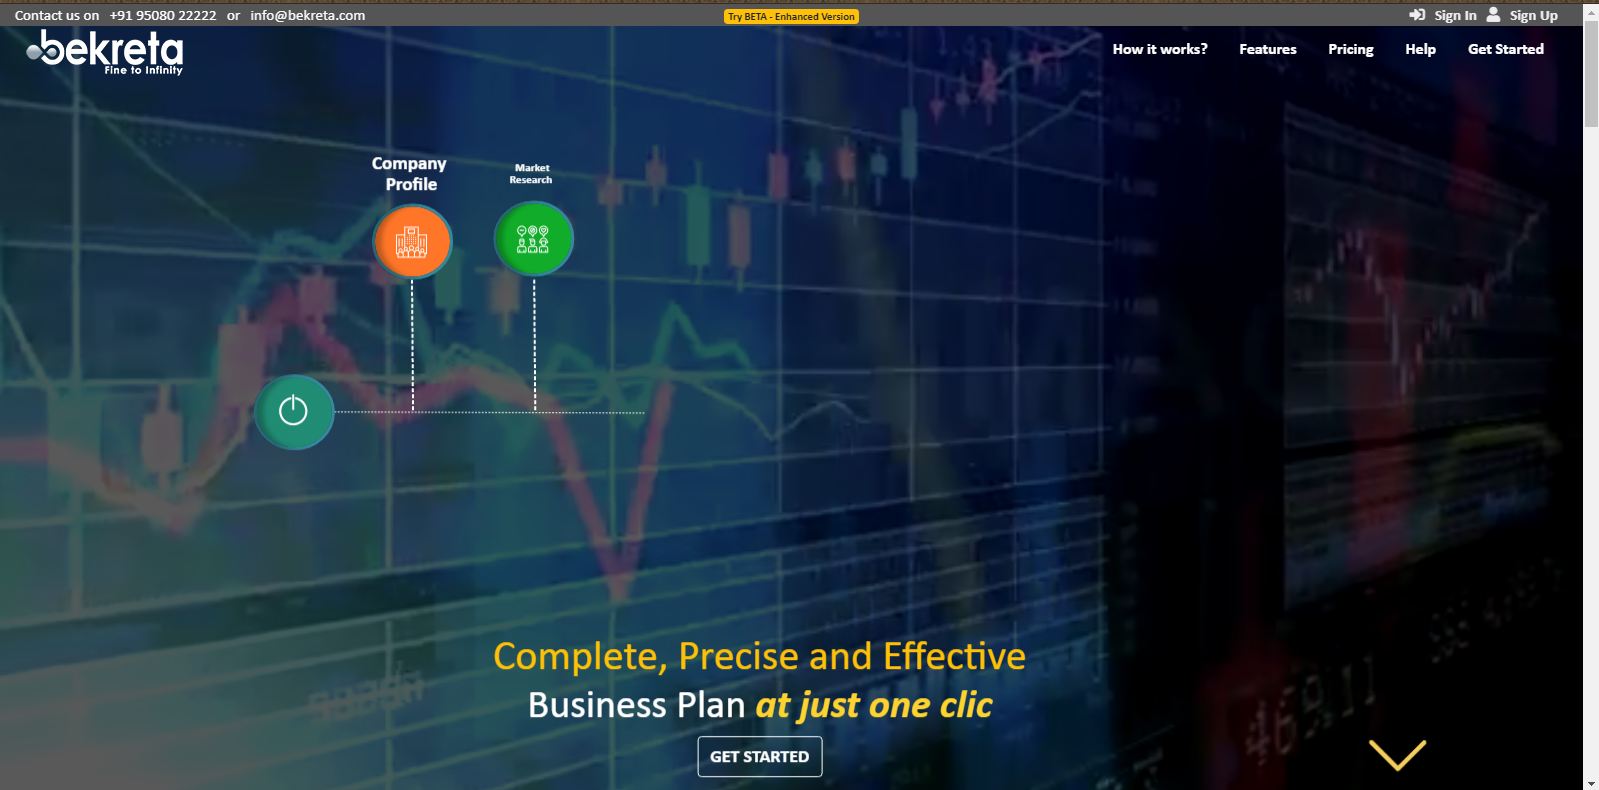 Contact us on +91 95080 22222 or info@bekreta.com
Try BETA - Enhanced Version
Sign In Sign Up
bekreta
Fine to Infinity
How it works? Features Pricing Help Get Started
Company
Profile
Market
Research
Complete, Precise and Effective
Business Plan at just one clic
GET STARTED